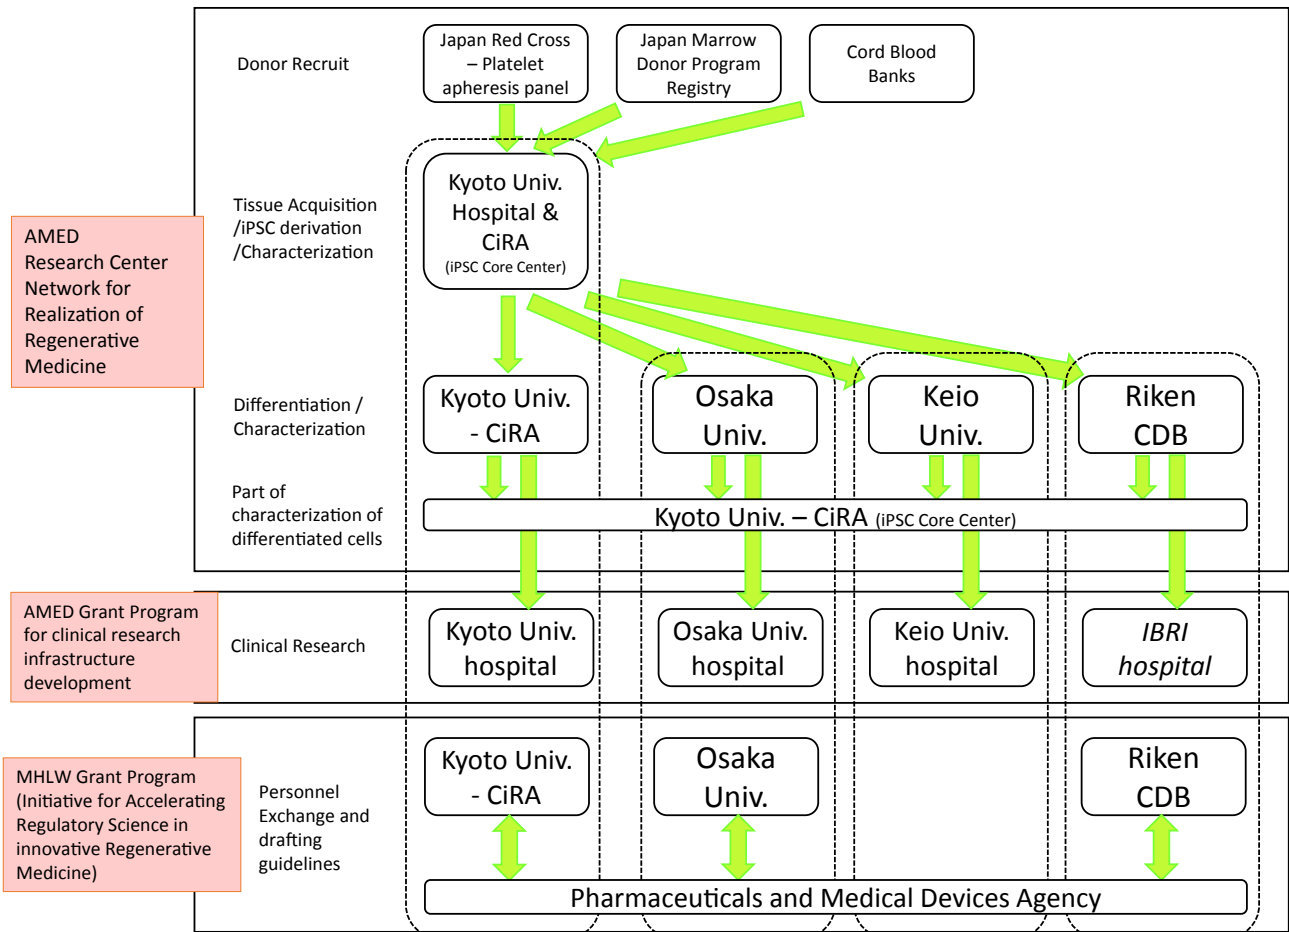 Donor Recruit
Japan Red Cross
– Platelet
apheresis panel
Japan Marrow
Donor Program
Registry
Cord Blood
Banks
AMED
Research Center
Network for
Realization of
Regenerative
Medicine
Tissue Acquisition
/iPSC derivation
/Characterization
Kyoto Univ.
Hospital &
CiRA
(iPSC Core Center)
Differentiation /
Characterization
Kyoto Univ.
- CiRA
Osaka
Univ.
Keio
Univ.
Riken
CDB
Part of
characterization of
differentiated cells
Kyoto Univ. – CiRA (iPSC Core Center)
AMED Grant Program
for clinical research
infrastructure
development
Clinical Research
Kyoto Univ.
hospital
Osaka Univ.
hospital
Keio Univ.
hospital
IBRI
hospital
MHLW Grant Program
(Initiative for Accelerating
Regulatory Science in
innovative Regenerative
Medicine)
Personnel
Exchange and
drafting
guidelines
Kyoto Univ.
- CiRA
Osaka
Univ.
Riken
CDB
Pharmaceuticals and Medical Devices Agency